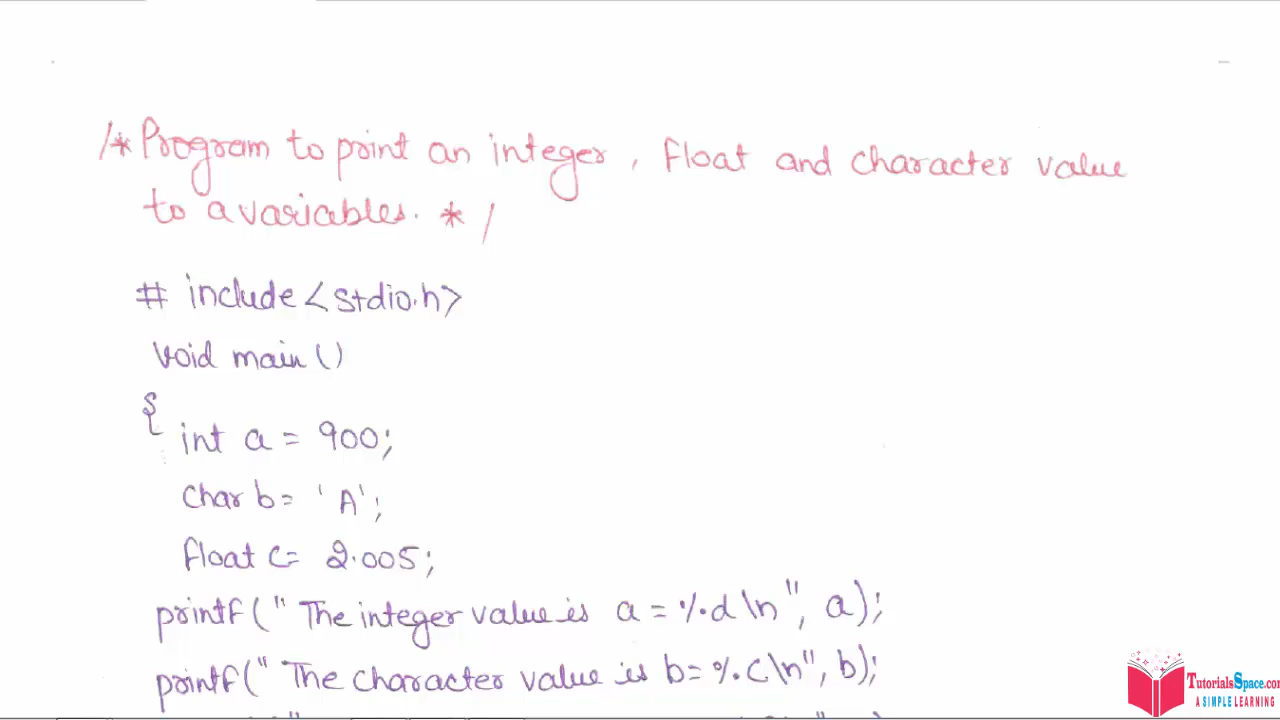 /* Program to print an integer, float and character value
to a variables. */
# include <stdio.h>
void main ()
{
int a = 900;
char b = 'A';
float c = 2.005;
printf(" The integer value is a = %d \n ", a);
printf(" The character value is b = %c \n", b);
TutorialsSpace.com
A SIMPLE LEARNING